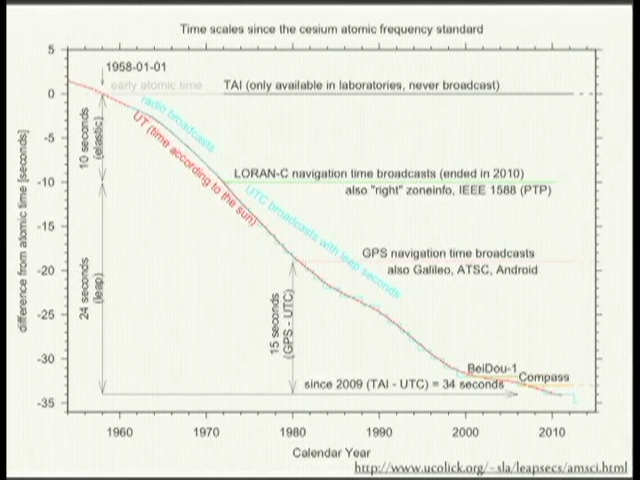 Time scales since the cesium atomic frequency standard
difference from atomic time [seconds]
5
0
-5
-10
-15
-20
-25
-30
-35
1958-01-01
early atomic time
TAI (only available in laboratories, never broadcast)
radio broadcasts
UT (time according to the sun)
10 seconds
(elastic)
LORAN-C navigation time broadcasts (ended in 2010)
also "right" zoneinfo, IEEE 1588 (PTP)
UTC broadcasts with leap seconds
GPS navigation time broadcasts
also Galileo, ATSC, Android
24 seconds
(leap)
15 seconds
(GPS - UTC)
BeiDou-1
Compass
since 2009 (TAI - UTC) = 34 seconds
1960
1970
1980
1990
2000
2010
Calendar Year
http://www.ucolick.org/~sla/leapsecs/amsci.html